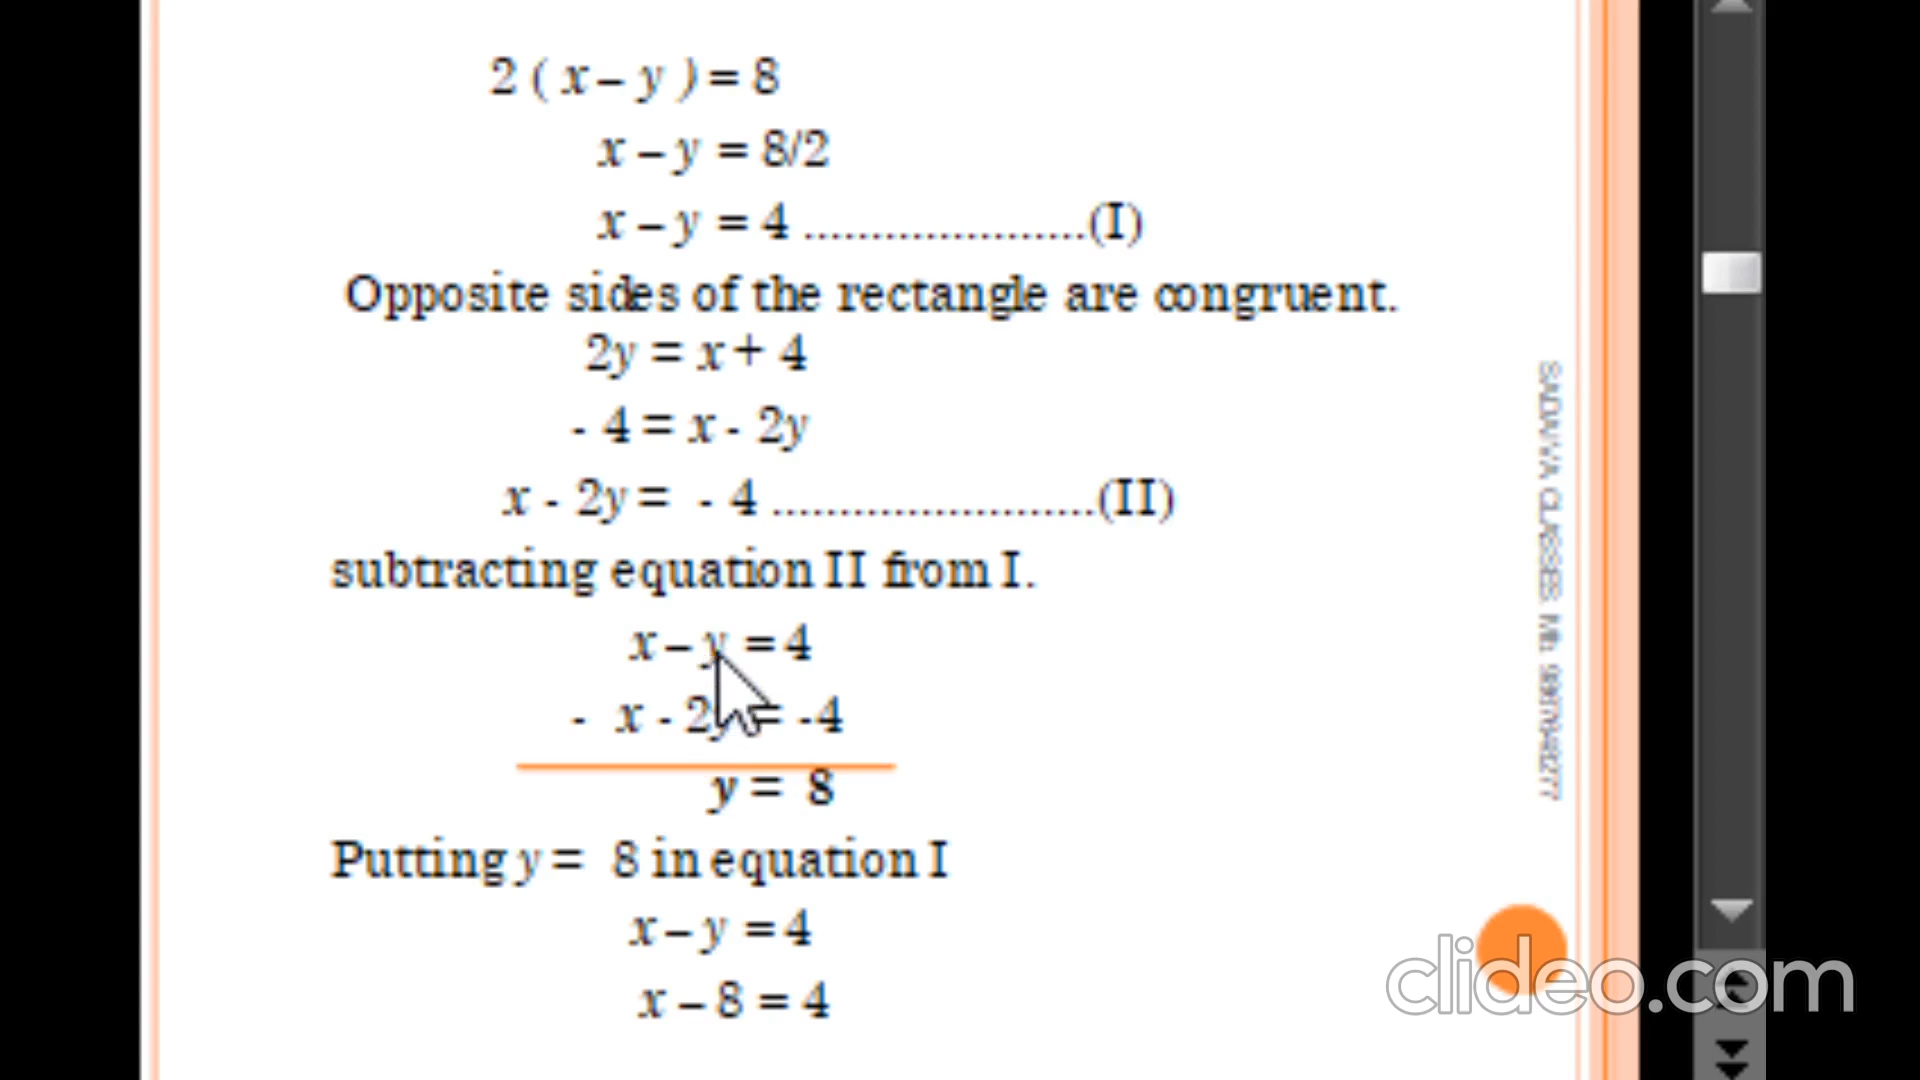 2 ( x – y ) = 8
x – y = 8/2
x – y = 4 .....................(I)
Opposite sides of the rectangle are congruent.
2y = x + 4
- 4 = x - 2y
x - 2y = - 4 ........................(II)
subtracting equation II from I.
x – y = 4
- x - 2y = -4
y = 8
Putting y = 8 in equation I
x – y = 4
x – 8 = 4
CLASSES
clideo.com